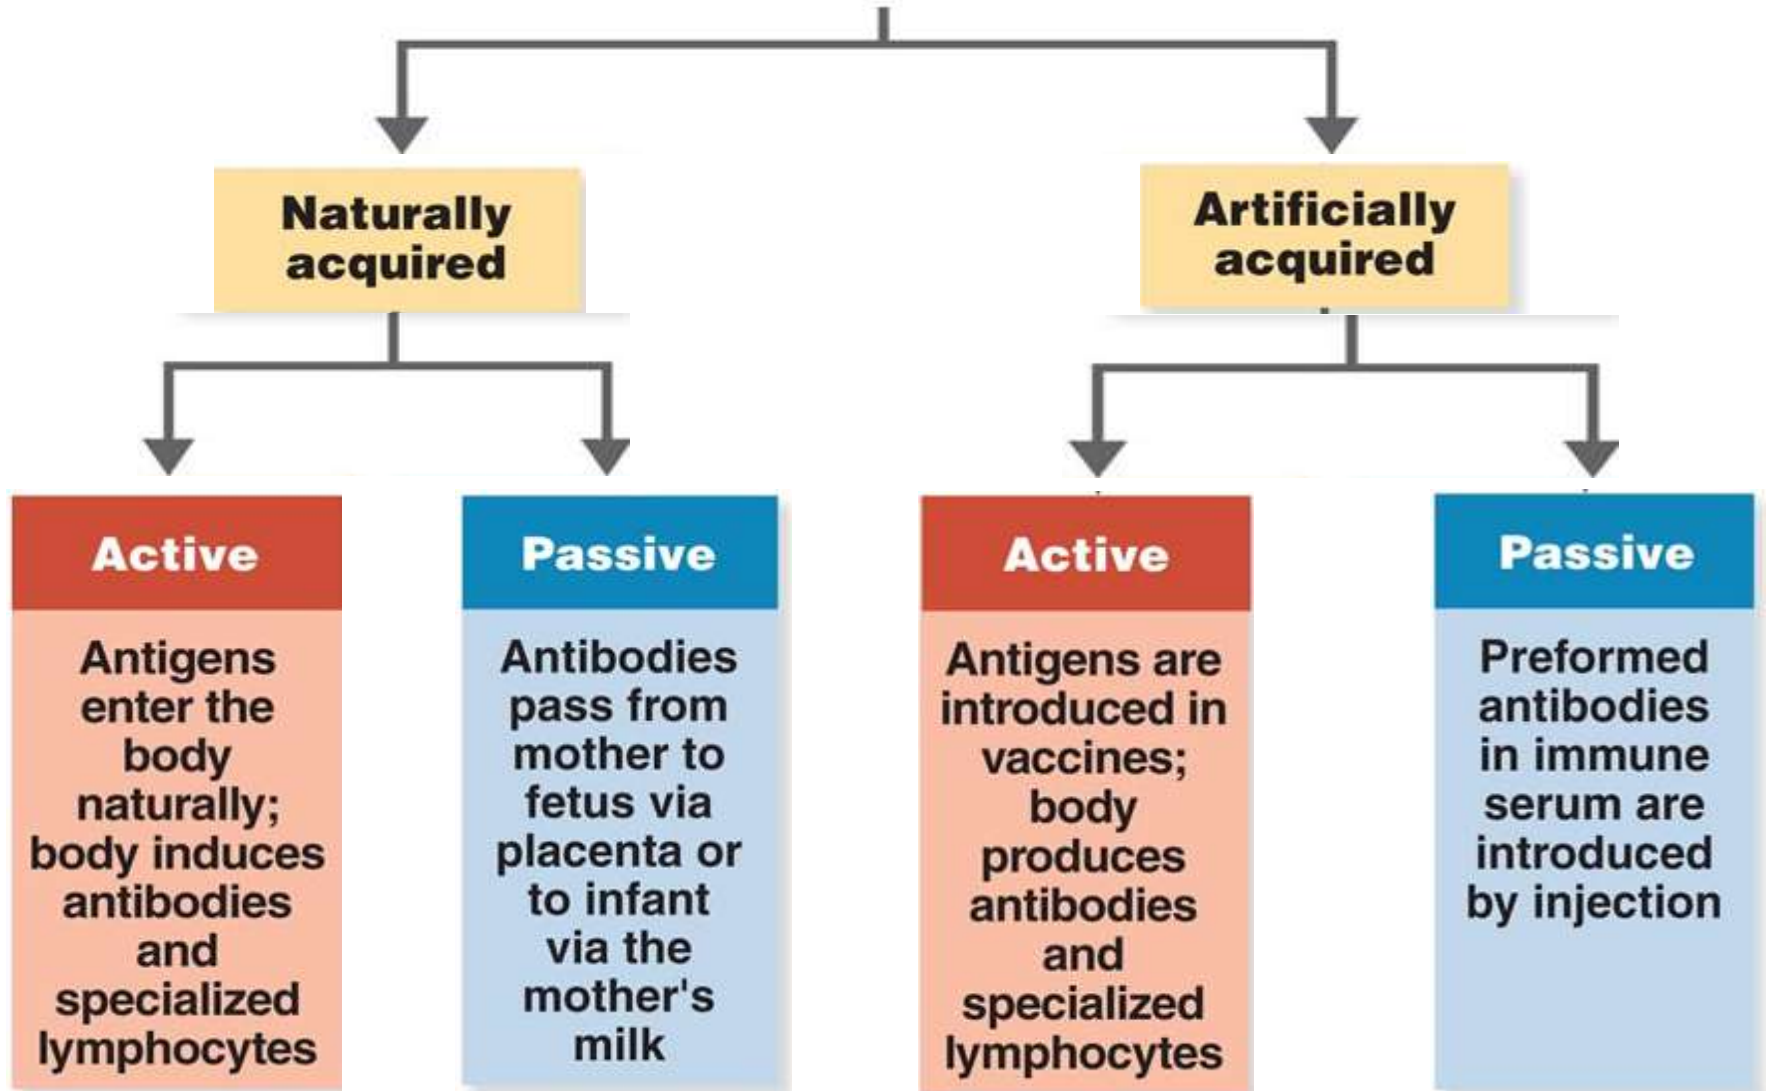 Naturally
acquired
Artificially
acquired
Active
Antigens
enter the
body
naturally;
body induces
antibodies
and
specialized
lymphocytes
Passive
Antibodies
pass from
mother to
fetus via
placenta or
to infant
via the
mother's
milk
Active
Antigens are
introduced in
vaccines;
body
produces
antibodies
and
specialized
lymphocytes
Passive
Preformed
antibodies
in immune
serum are
introduced
by injection